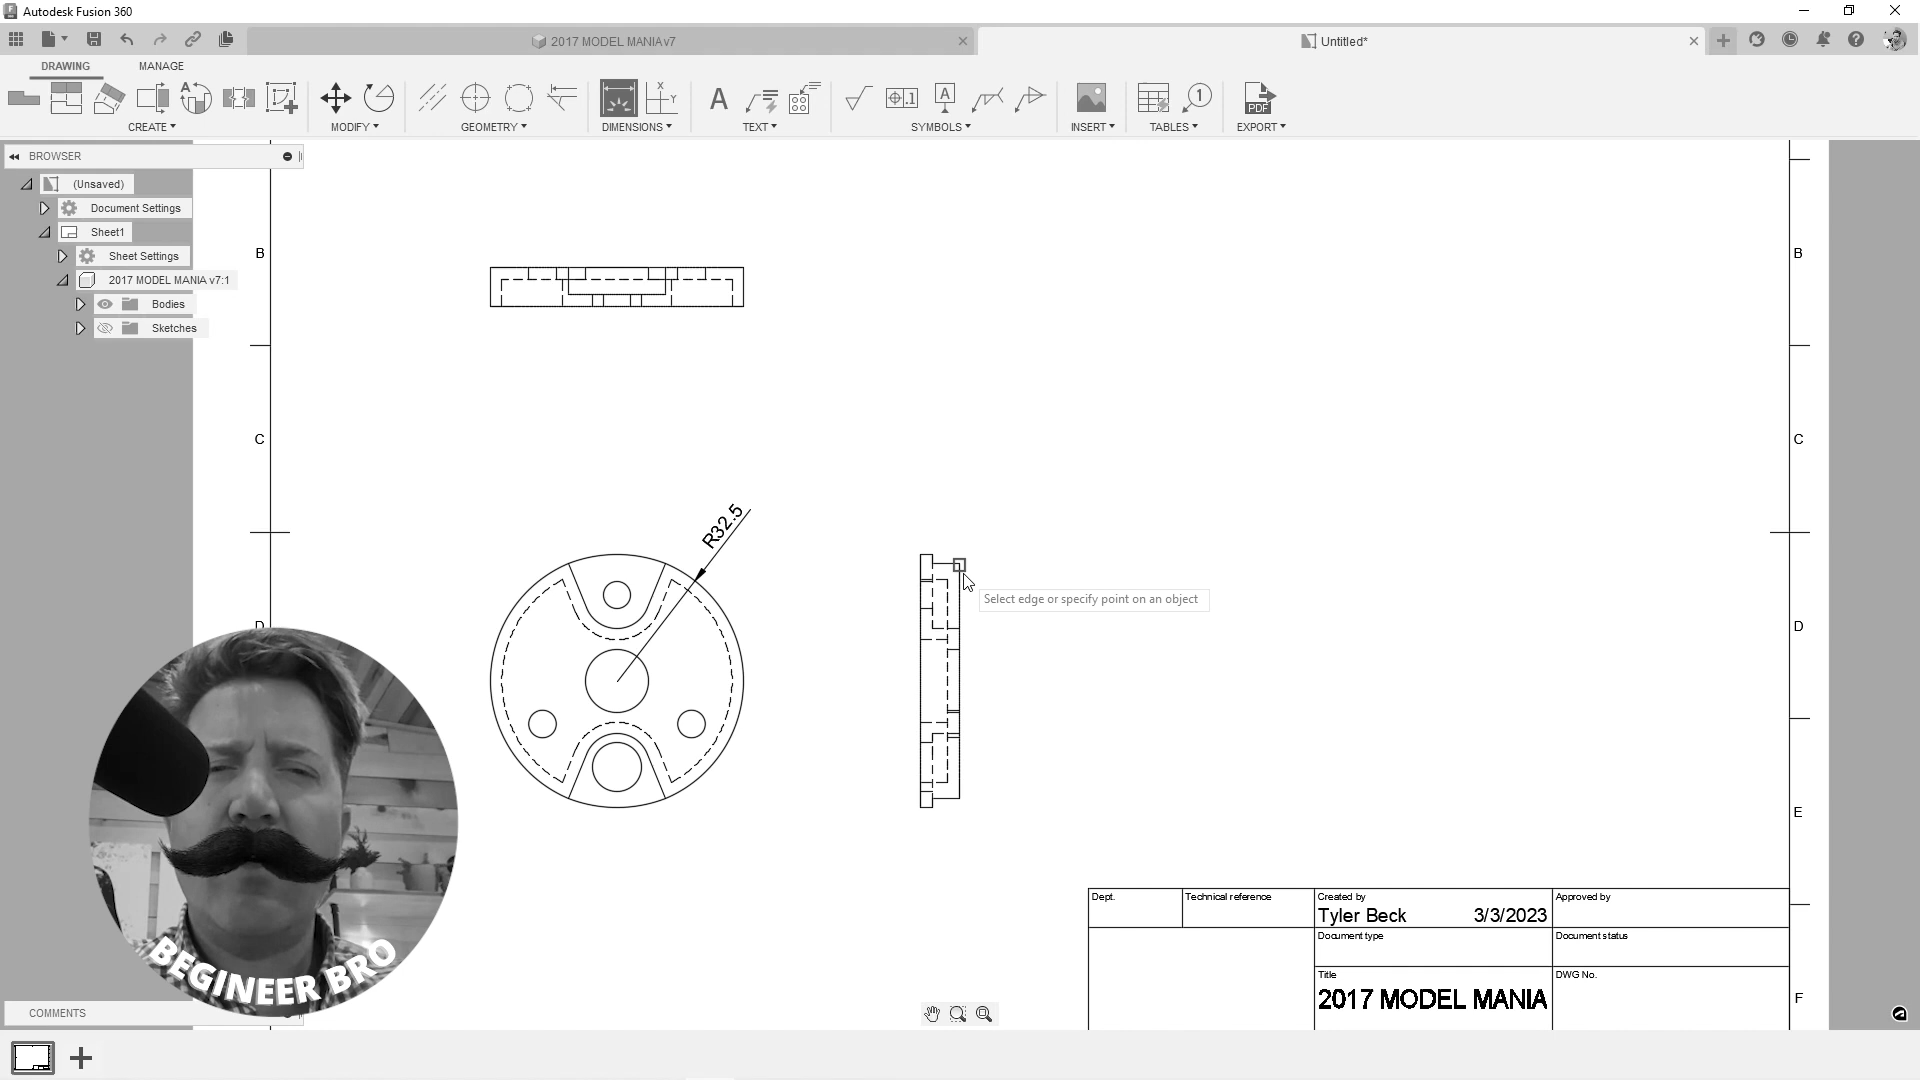 Autodesk Fusion 360
2017 MODEL MANIA v7
Untitled*
DRAWING
MANAGE
CREATE
MODIFY
GEOMETRY
DIMENSIONS
TEXT
SYMBOLS
INSERT
TABLES
EXPORT
BROWSER
(Unsaved)
Document Settings
Sheet1
Sheet Settings
2017 MODEL MANIA v7:1
Bodies
Sketches
B
B
C
C
R32.5
Select edge or specify point on an object
D
D
E
BEGINEER BRO
Dept.
Technical reference
Created by
Tyler Beck
3/3/2023
Approved by
Document type
Document status
Title
2017 MODEL MANIA
DWG No.
F
COMMENTS